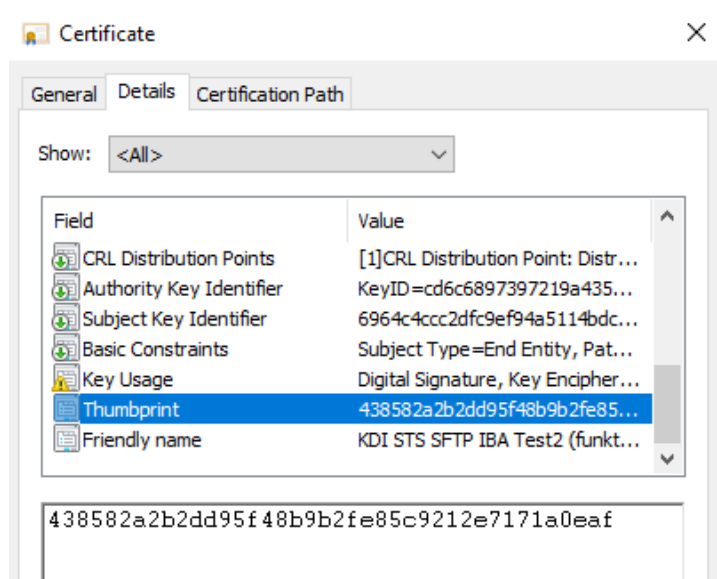 Certificate
General Details Certification Path
Show: <All>
Field Value
CRL Distribution Points [1]CRL Distribution Point: Distr...
Authority Key Identifier KeyID=cd6c6897397219a435...
Subject Key Identifier 6964c4ccc2dfc9ef94a5114bdc...
Basic Constraints Subject Type=End Entity, Pat...
Key Usage Digital Signature, Key Encipher...
Thumbprint 438582a2b2dd95f48b9b2fe85...
Friendly name KDI STS SFTP IBA Test2 (funkt...
438582a2b2dd95f48b9b2fe85c9212e7171a0eaf